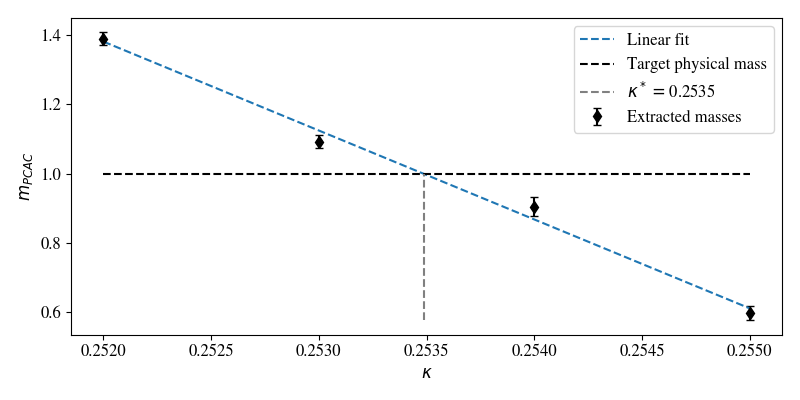 Linear fit
Target physical mass
κ* = 0.2535
Extracted masses
1.4
1.2
1.0
0.8
0.6
m_PCAC
0.2520 0.2525 0.2530 0.2535 0.2540 0.2545 0.2550
κ